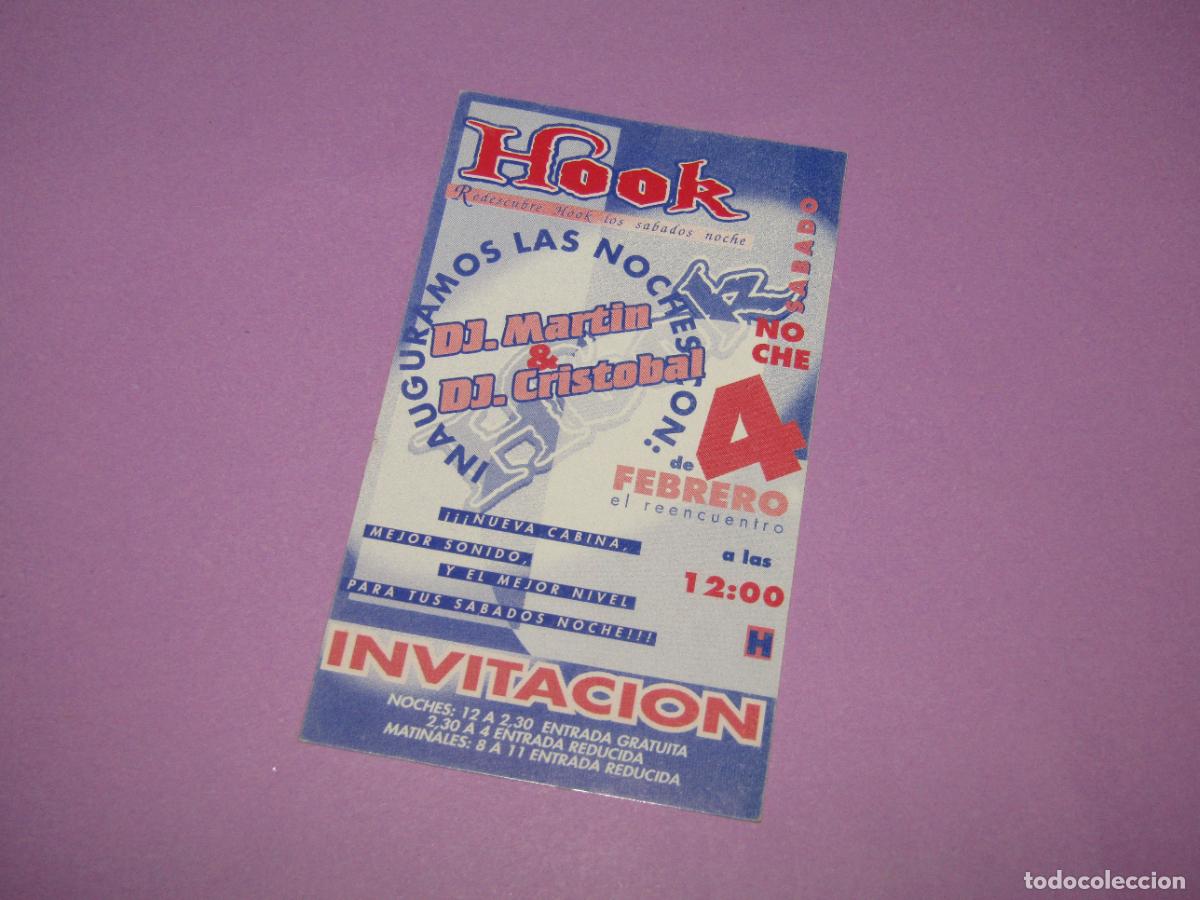 Hook
Redescubre Hook los sabados noche
INAUGURAMOS LAS NOCHES CON:
DJ. Martin
&
DJ. Cristobal
SABADO
NO
CHE
4
de
FEBRERO
el reencuentro
a las
12:00
¡¡¡NUEVA CABINA,
MEJOR SONIDO,
Y EL MEJOR NIVEL
PARA TUS SABADOS NOCHE!!!
H
INVITACION
NOCHES: 12 A 2,30 ENTRADA GRATUITA
2,30 A 4 ENTRADA REDUCIDA
MATINALES: 8 A 11 ENTRADA REDUCIDA
todocoleccion